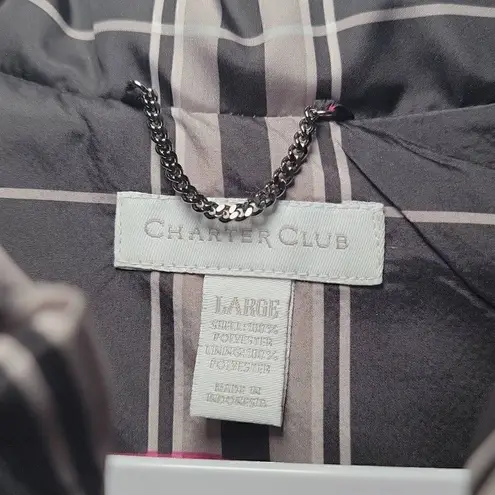 CHARTER CLUB
LARGE
SHELL: 100%
POLYESTER
LINING: 100%
POLYESTER
MADE IN
INDONESIA